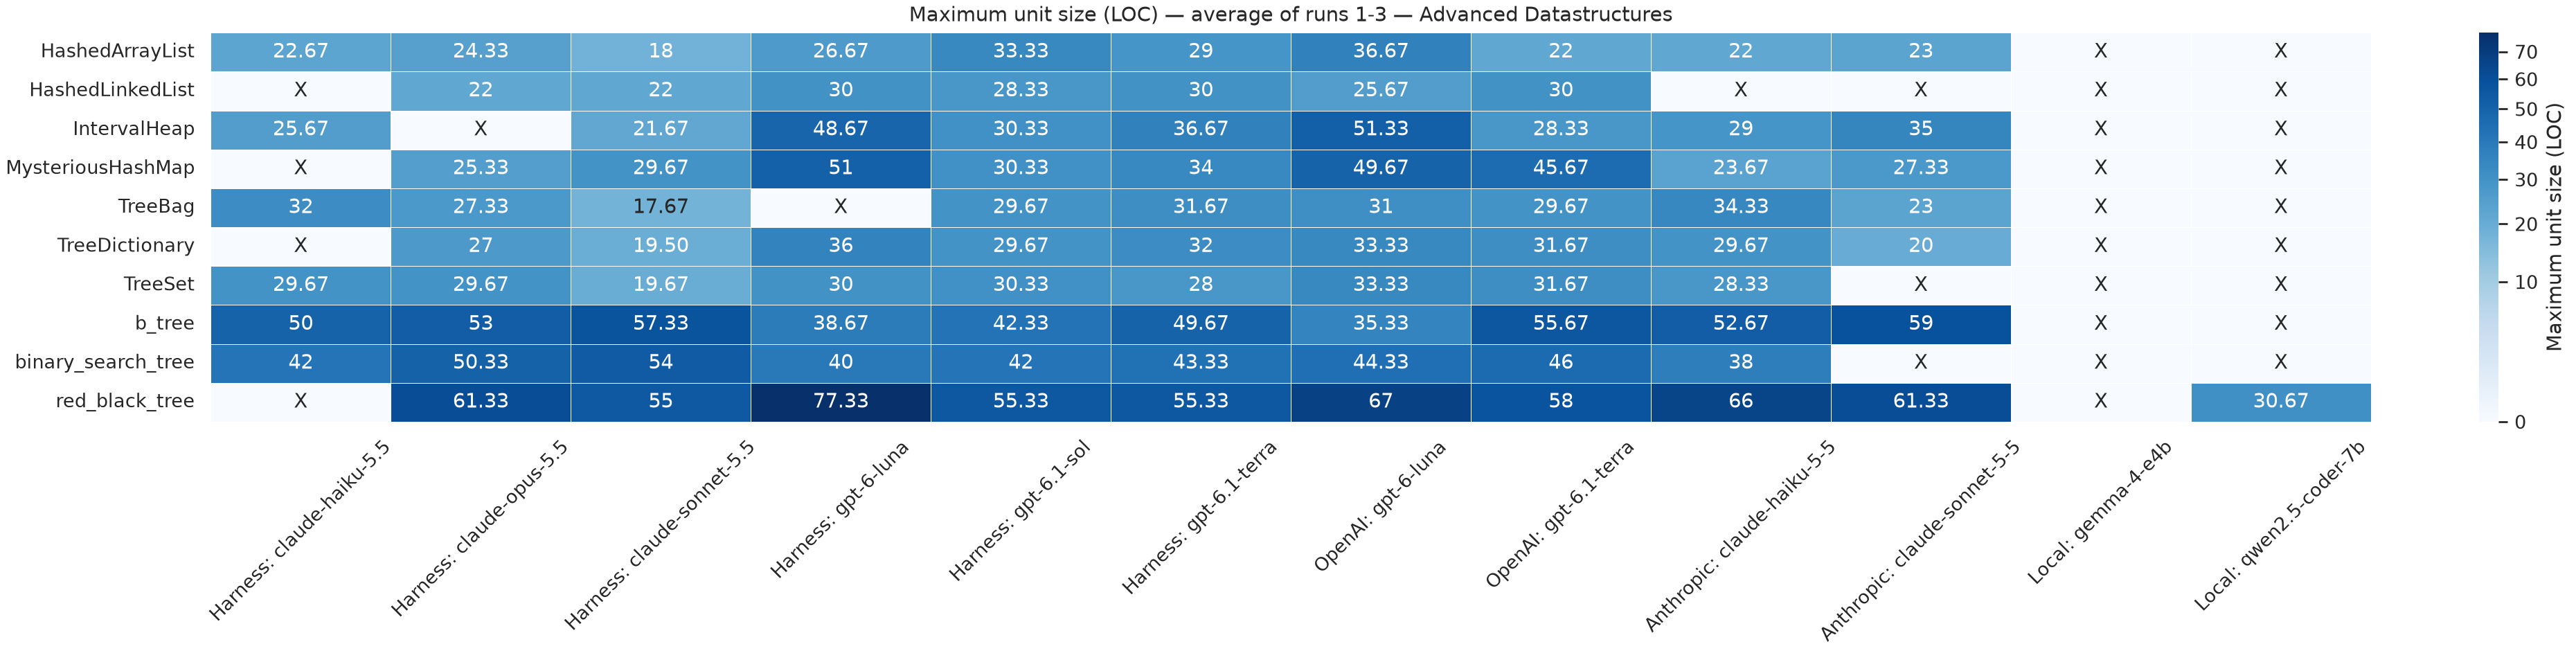 Maximum unit size (LOC) — average of runs 1-3 — Advanced Datastructures
HashedArrayList 22.67 24.33 18 26.67 33.33 29 36.67 22 22 23 X X
HashedLinkedList X 22 22 30 28.33 30 25.67 30 X X X X
IntervalHeap 25.67 X 21.67 48.67 30.33 36.67 51.33 28.33 29 35 X X
MysteriousHashMap X 25.33 29.67 51 30.33 34 49.67 45.67 23.67 27.33 X X
TreeBag 32 27.33 17.67 X 29.67 31.67 31 29.67 34.33 23 X X
TreeDictionary X 27 19.50 36 29.67 32 33.33 31.67 29.67 20 X X
TreeSet 29.67 29.67 19.67 30 30.33 28 33.33 31.67 28.33 X X X
b_tree 50 53 57.33 38.67 42.33 49.67 35.33 55.67 52.67 59 X X
binary_search_tree 42 50.33 54 40 42 43.33 44.33 46 38 X X X
red_black_tree X 61.33 55 77.33 55.33 55.33 67 58 66 61.33 X 30.67
Harness: claude-haiku-5.5
Harness: claude-opus-5.5
Harness: claude-sonnet-5.5
Harness: gpt-6-luna
Harness: gpt-6.1-sol
Harness: gpt-6.1-terra
OpenAI: gpt-6-luna
OpenAI: gpt-6.1-terra
Anthropic: claude-haiku-5-5
Anthropic: claude-sonnet-5-5
Local: gemma-4-e4b
Local: qwen2.5-coder-7b
70
60
50
40
30
20
10
0
Maximum unit size (LOC)